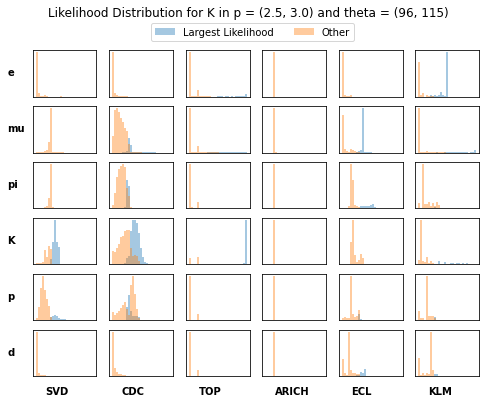 Likelihood Distribution for K in p = (2.5, 3.0) and theta = (96, 115)
Largest Likelihood Other
e
mu
pi
K
p
d
SVD CDC TOP ARICH ECL KLM